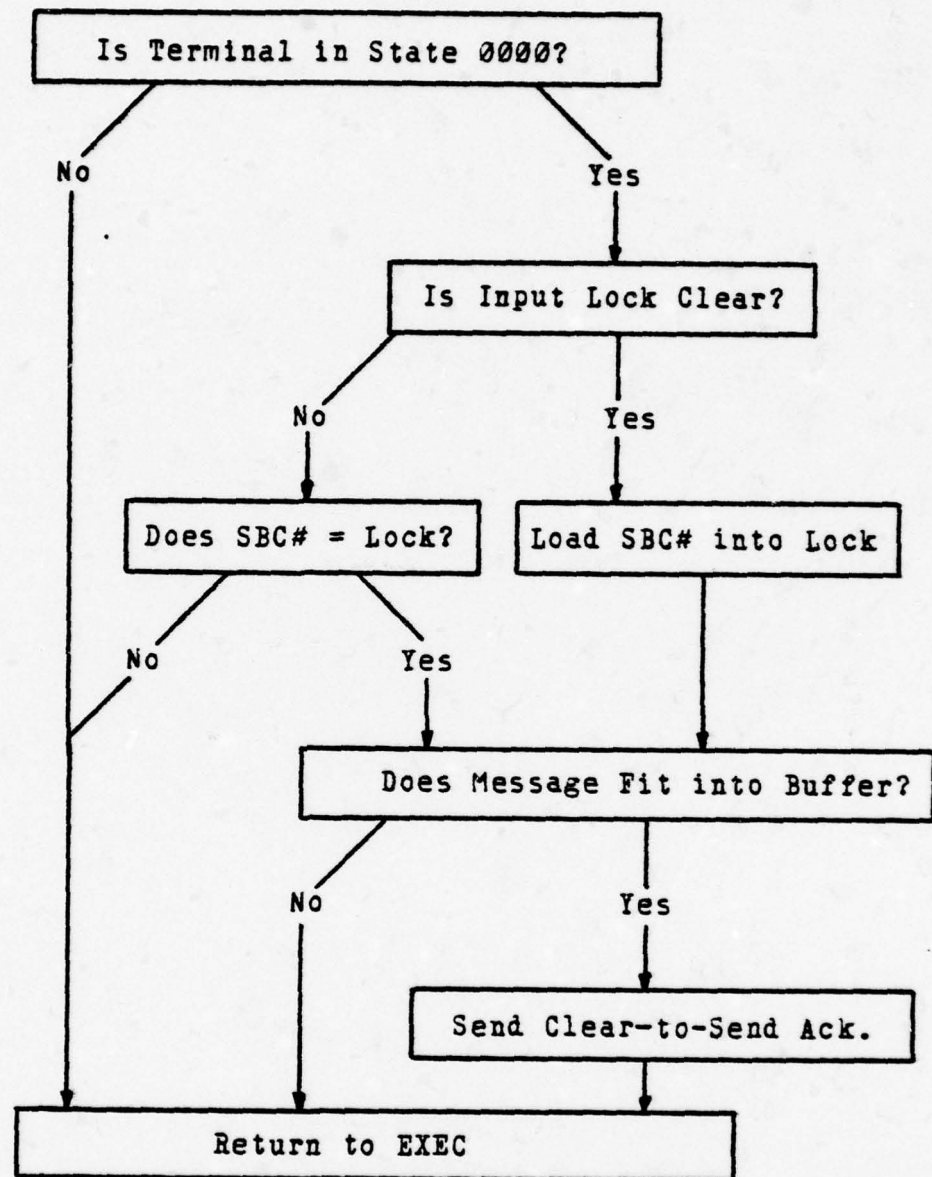 Is Terminal in State 0000?
No
Yes
Is Input Lock Clear?
No
Yes
Does SBC# = Lock?
Load SBC# into Lock
No
Yes
Does Message Fit into Buffer?
No
Yes
Send Clear-to-Send Ack.
Return to EXEC